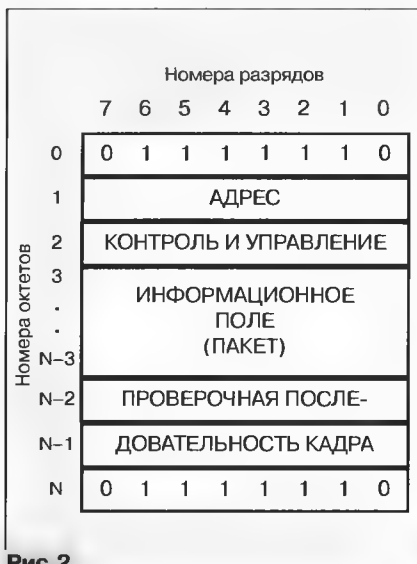 Номера разрядов
7 6 5 4 3 2 1 0
Номера октетов
0 0 1 1 1 1 1 1 0
1 АДРЕС
2 КОНТРОЛЬ И УПРАВЛЕНИЕ
3 ИНФОРМАЦИОННОЕ
. ПОЛЕ
. (ПАКЕТ)
N-3
N-2 ПРОВЕРОЧНАЯ ПОСЛЕ-
N-1 ДОВАТЕЛЬНОСТЬ КАДРА
N 0 1 1 1 1 1 1 0
Рис. 2